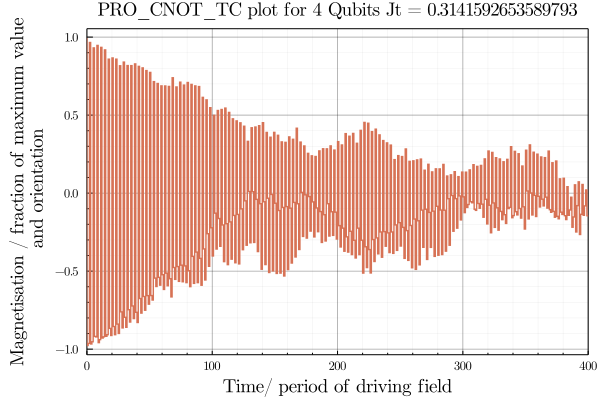 PRO_CNOT_TC plot for 4 Qubits Jt = 0.3141592653589793
Magnetisation / fraction of maximum value
and orientation
1.0
0.5
0.0
−0.5
−1.0
0
100
200
300
400
Time/ period of driving field